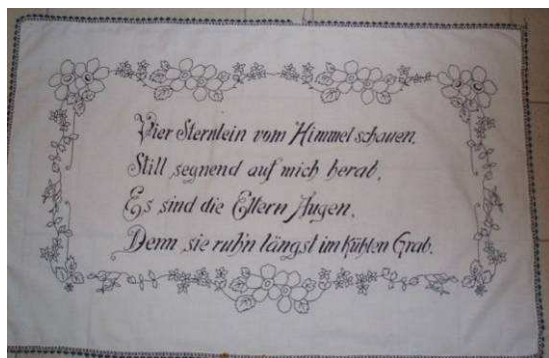 Vier Sternlein vom Himmel schauen,
Still segnend auf mich herab,
Es sind die Eltern Augen,
Denn sie ruh'n längst im kühlen Grab.